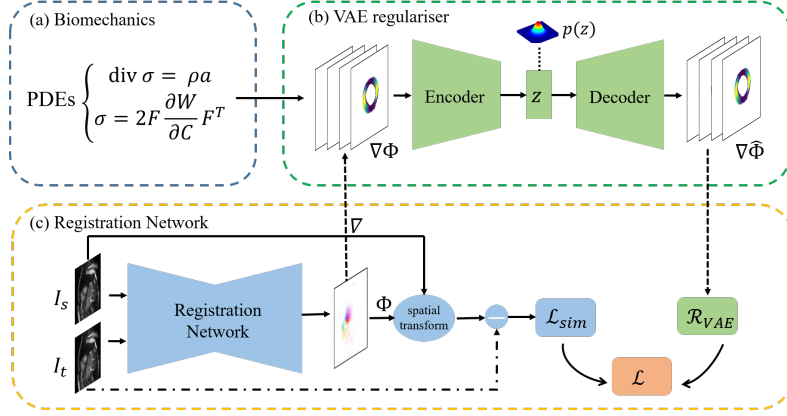 (a) Biomechanics
PDEs
div σ = ρa
σ = 2F ∂W/∂C F^T
(b) VAE regulariser
p(z)
Encoder
z
Decoder
∇Φ
∇Φ̂
(c) Registration Network
∇
I_s
Registration
Network
Φ
spatial
transform
ℒ_sim
ℛ_VAE
I_t
ℒ